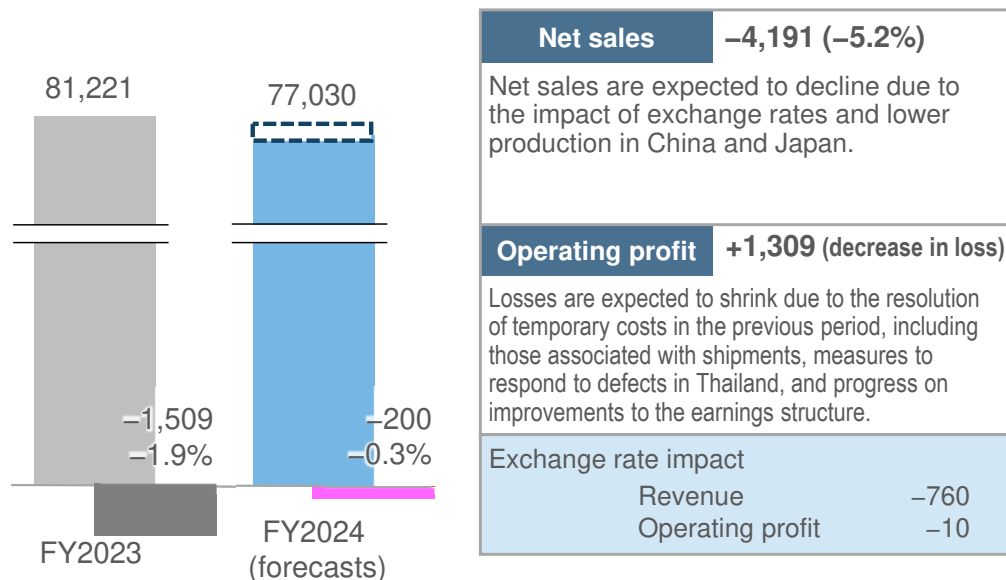 81,221
77,030
−1,509
−1.9%
−200
−0.3%
FY2023
FY2024
(forecasts)
Net sales −4,191 (−5.2%)
Net sales are expected to decline due to
the impact of exchange rates and lower
production in China and Japan.
Operating profit +1,309 (decrease in loss)
Losses are expected to shrink due to the resolution
of temporary costs in the previous period, including
those associated with shipments, measures to
respond to defects in Thailand, and progress on
improvements to the earnings structure.
Exchange rate impact
Revenue −760
Operating profit −10